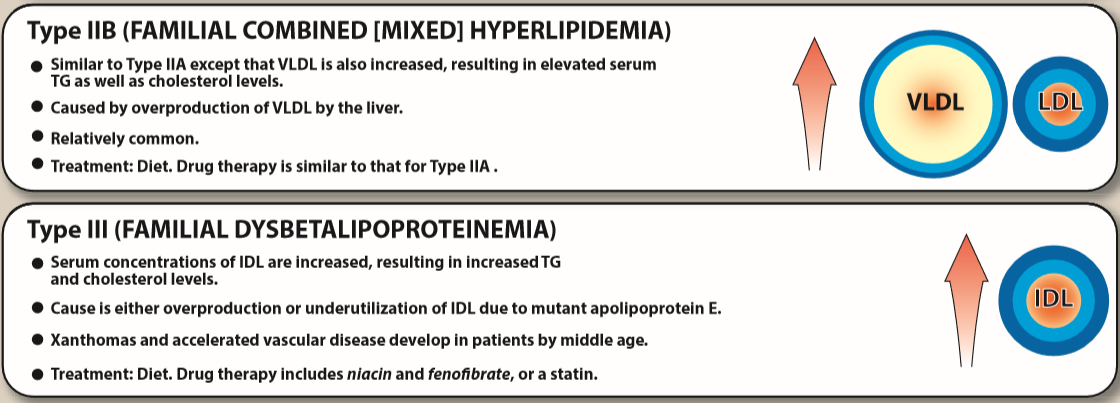 Type IIB (FAMILIAL COMBINED [MIXED] HYPERLIPIDEMIA)
● Similar to Type IIA except that VLDL is also increased, resulting in elevated serum
TG as well as cholesterol levels.
● Caused by overproduction of VLDL by the liver.
● Relatively common.
● Treatment: Diet. Drug therapy is similar to that for Type IIA .
VLDL
LDL
Type III (FAMILIAL DYSBETALIPOPROTEINEMIA)
● Serum concentrations of IDL are increased, resulting in increased TG
and cholesterol levels.
● Cause is either overproduction or underutilization of IDL due to mutant apolipoprotein E.
● Xanthomas and accelerated vascular disease develop in patients by middle age.
● Treatment: Diet. Drug therapy includes niacin and fenofibrate, or a statin.
IDL